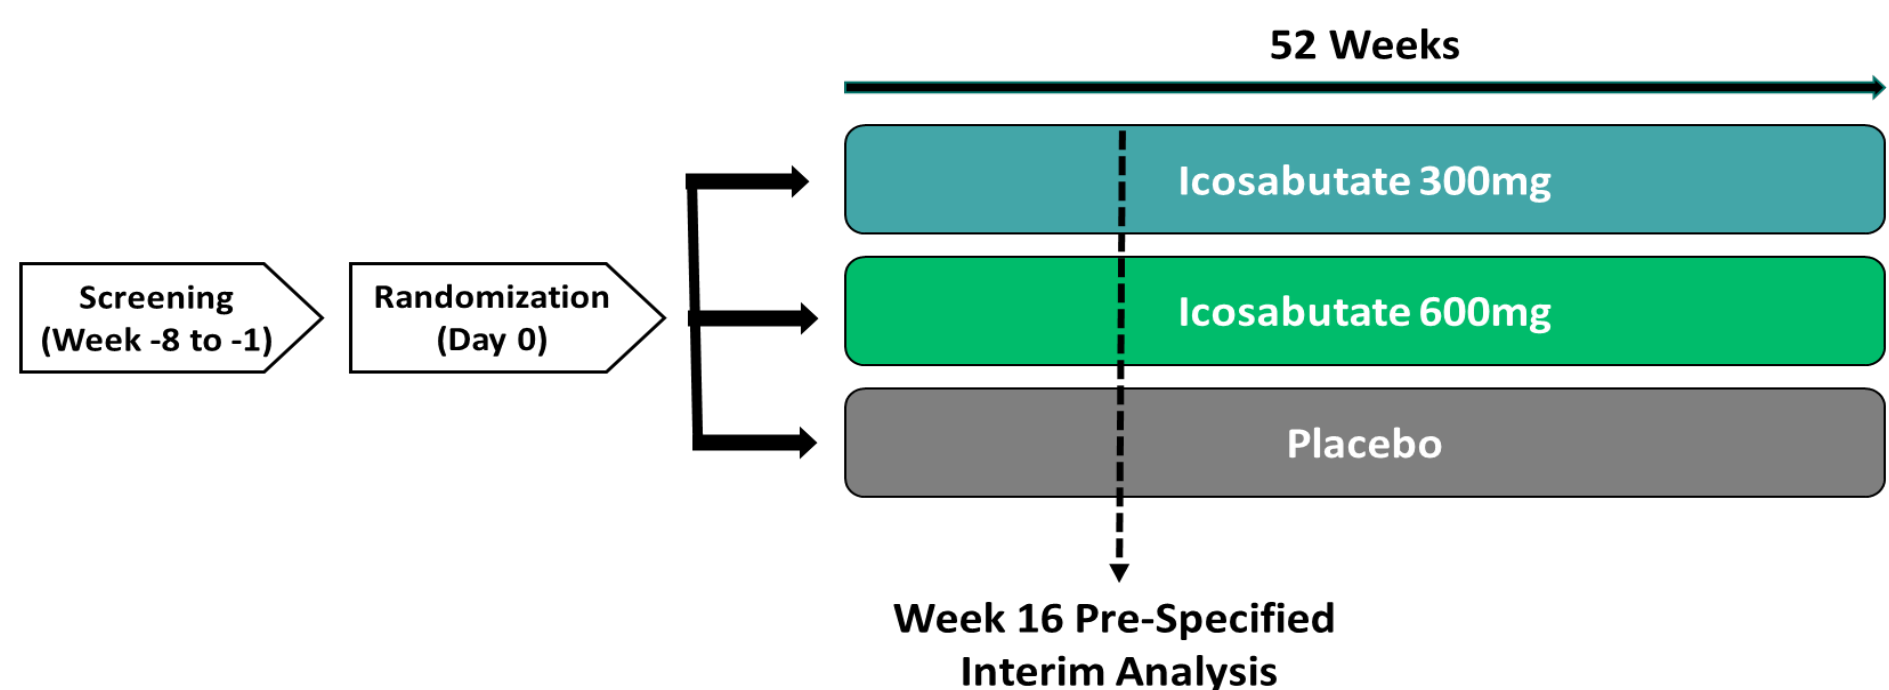 52 Weeks
Icosabutate 300mg
Screening
(Week -8 to -1)
Randomization
(Day 0)
Icosabutate 600mg
Placebo
Week 16 Pre-Specified
Interim Analysis